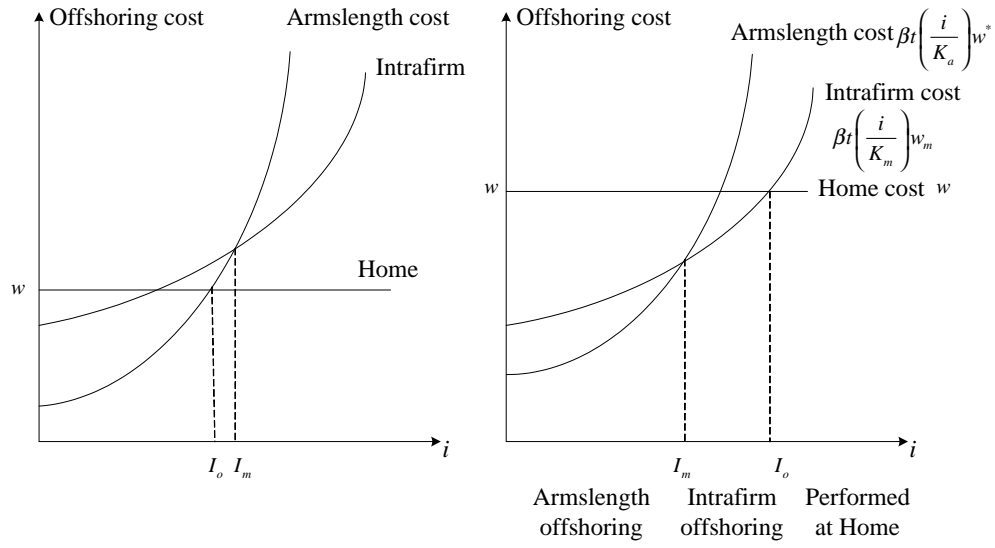 Offshoring cost
Armslength cost
Intrafirm
Home
w
I_o I_m
i
Offshoring cost
Armslength cost βt(i/K_a)w*
Intrafirm cost
βt(i/K_m)w_m
w
Home cost w
I_m
I_o
i
Armslength offshoring
Intrafirm offshoring
Performed at Home